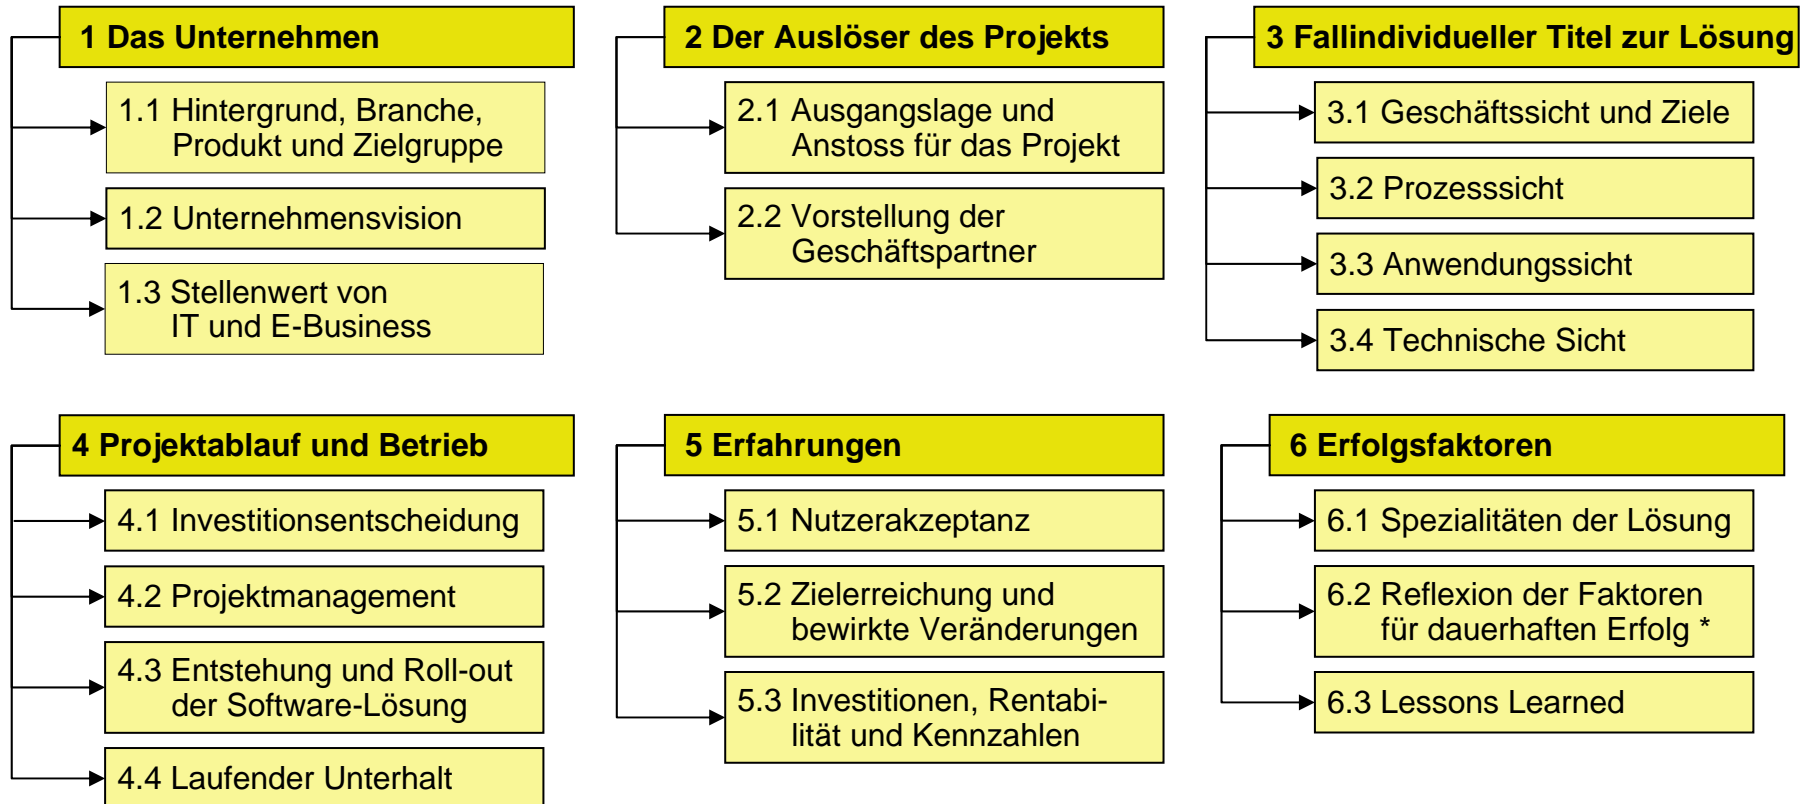 1 Das Unternehmen
1.1 Hintergrund, Branche,
Produkt und Zielgruppe
1.2 Unternehmensvision
1.3 Stellenwert von
IT und E-Business
2 Der Auslöser des Projekts
2.1 Ausgangslage und
Anstoss für das Projekt
2.2 Vorstellung der
Geschäftspartner
3 Fallindividueller Titel zur Lösung
3.1 Geschäftssicht und Ziele
3.2 Prozesssicht
3.3 Anwendungssicht
3.4 Technische Sicht
4 Projektablauf und Betrieb
4.1 Investitionsentscheidung
4.2 Projektmanagement
4.3 Entstehung und Roll-out
der Software-Lösung
4.4 Laufender Unterhalt
5 Erfahrungen
5.1 Nutzerakzeptanz
5.2 Zielerreichung und
bewirkte Veränderungen
5.3 Investitionen, Rentabi-
lität und Kennzahlen
6 Erfolgsfaktoren
6.1 Spezialitäten der Lösung
6.2 Reflexion der Faktoren
für dauerhaften Erfolg *
6.3 Lessons Learned